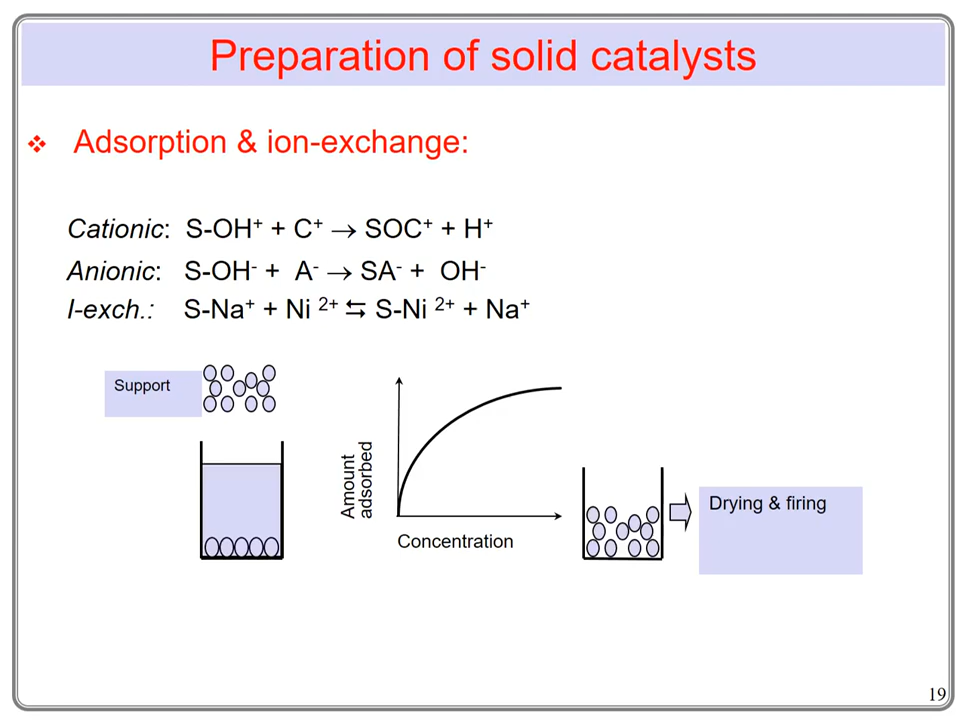 Preparation of solid catalysts
❖ Adsorption & ion-exchange:
Cationic: S-OH⁺ + C⁺ → SOC⁺ + H⁺
Anionic: S-OH⁻ + A⁻ → SA⁻ + OH⁻
I-exch.: S-Na⁺ + Ni ²⁺ ⇆ S-Ni ²⁺ + Na⁺
Support
Amount
adsorbed
Concentration
Drying & firing
19